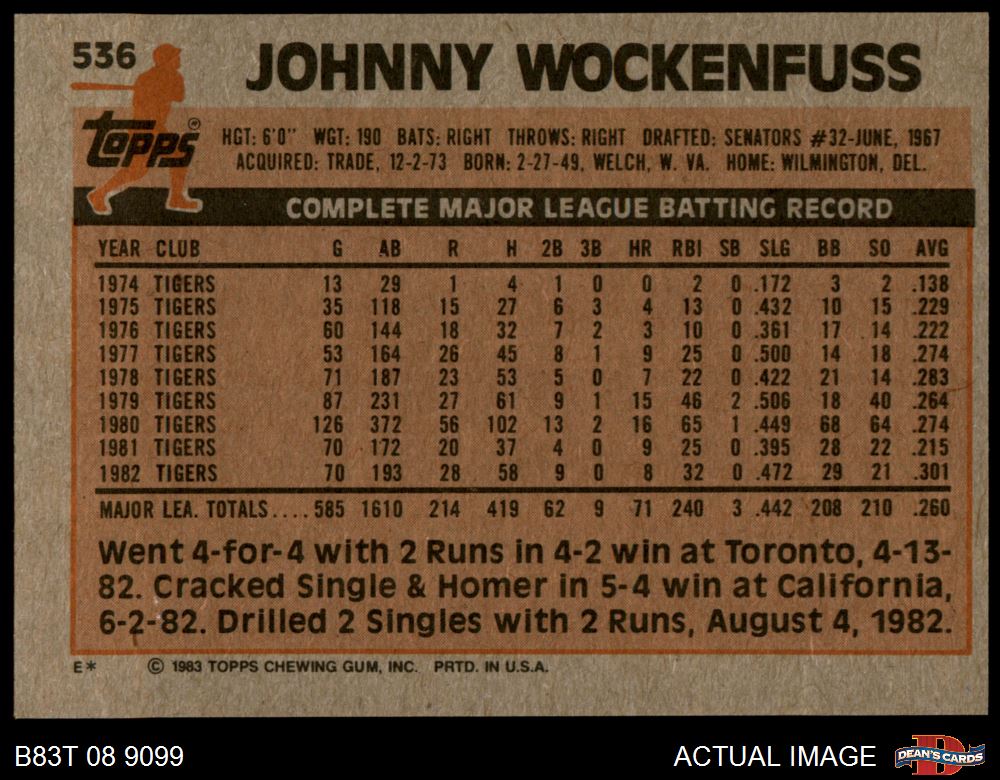 536 JOHNNY WOCKENFUSS
topps®
HGT: 6'0" WGT: 190 BATS: RIGHT THROWS: RIGHT DRAFTED: SENATORS #32-JUNE, 1967
ACQUIRED: TRADE, 12-2-73 BORN: 2-27-49, WELCH, W. VA. HOME: WILMINGTON, DEL.
COMPLETE MAJOR LEAGUE BATTING RECORD
YEAR CLUB G AB R H 2B 3B HR RBI SB SLG BB SO AVG
1974 TIGERS 13 29 1 4 1 0 0 2 0 .172 3 2 .138
1975 TIGERS 35 118 15 27 6 3 4 13 0 .432 10 15 .229
1976 TIGERS 60 144 18 32 7 2 3 10 0 .361 17 14 .222
1977 TIGERS 53 164 26 45 8 1 9 25 0 .500 14 18 .274
1978 TIGERS 71 187 23 53 5 0 7 22 0 .422 21 14 .283
1979 TIGERS 87 231 27 61 9 1 15 46 2 .506 18 40 .264
1980 TIGERS 126 372 56 102 13 2 16 65 1 .449 68 64 .274
1981 TIGERS 70 172 20 37 4 0 9 25 0 .395 28 22 .215
1982 TIGERS 70 193 28 58 9 0 8 32 0 .472 29 21 .301
MAJOR LEA. TOTALS.... 585 1610 214 419 62 9 71 240 3 .442 208 210 .260
Went 4-for-4 with 2 Runs in 4-2 win at Toronto, 4-13-
82. Cracked Single & Homer in 5-4 win at California,
6-2-82. Drilled 2 Singles with 2 Runs, August 4, 1982.
E* © 1983 TOPPS CHEWING GUM, INC. PRTD. IN U.S.A.
B83T 08 9099 ACTUAL IMAGE D DEAN'S CARDS